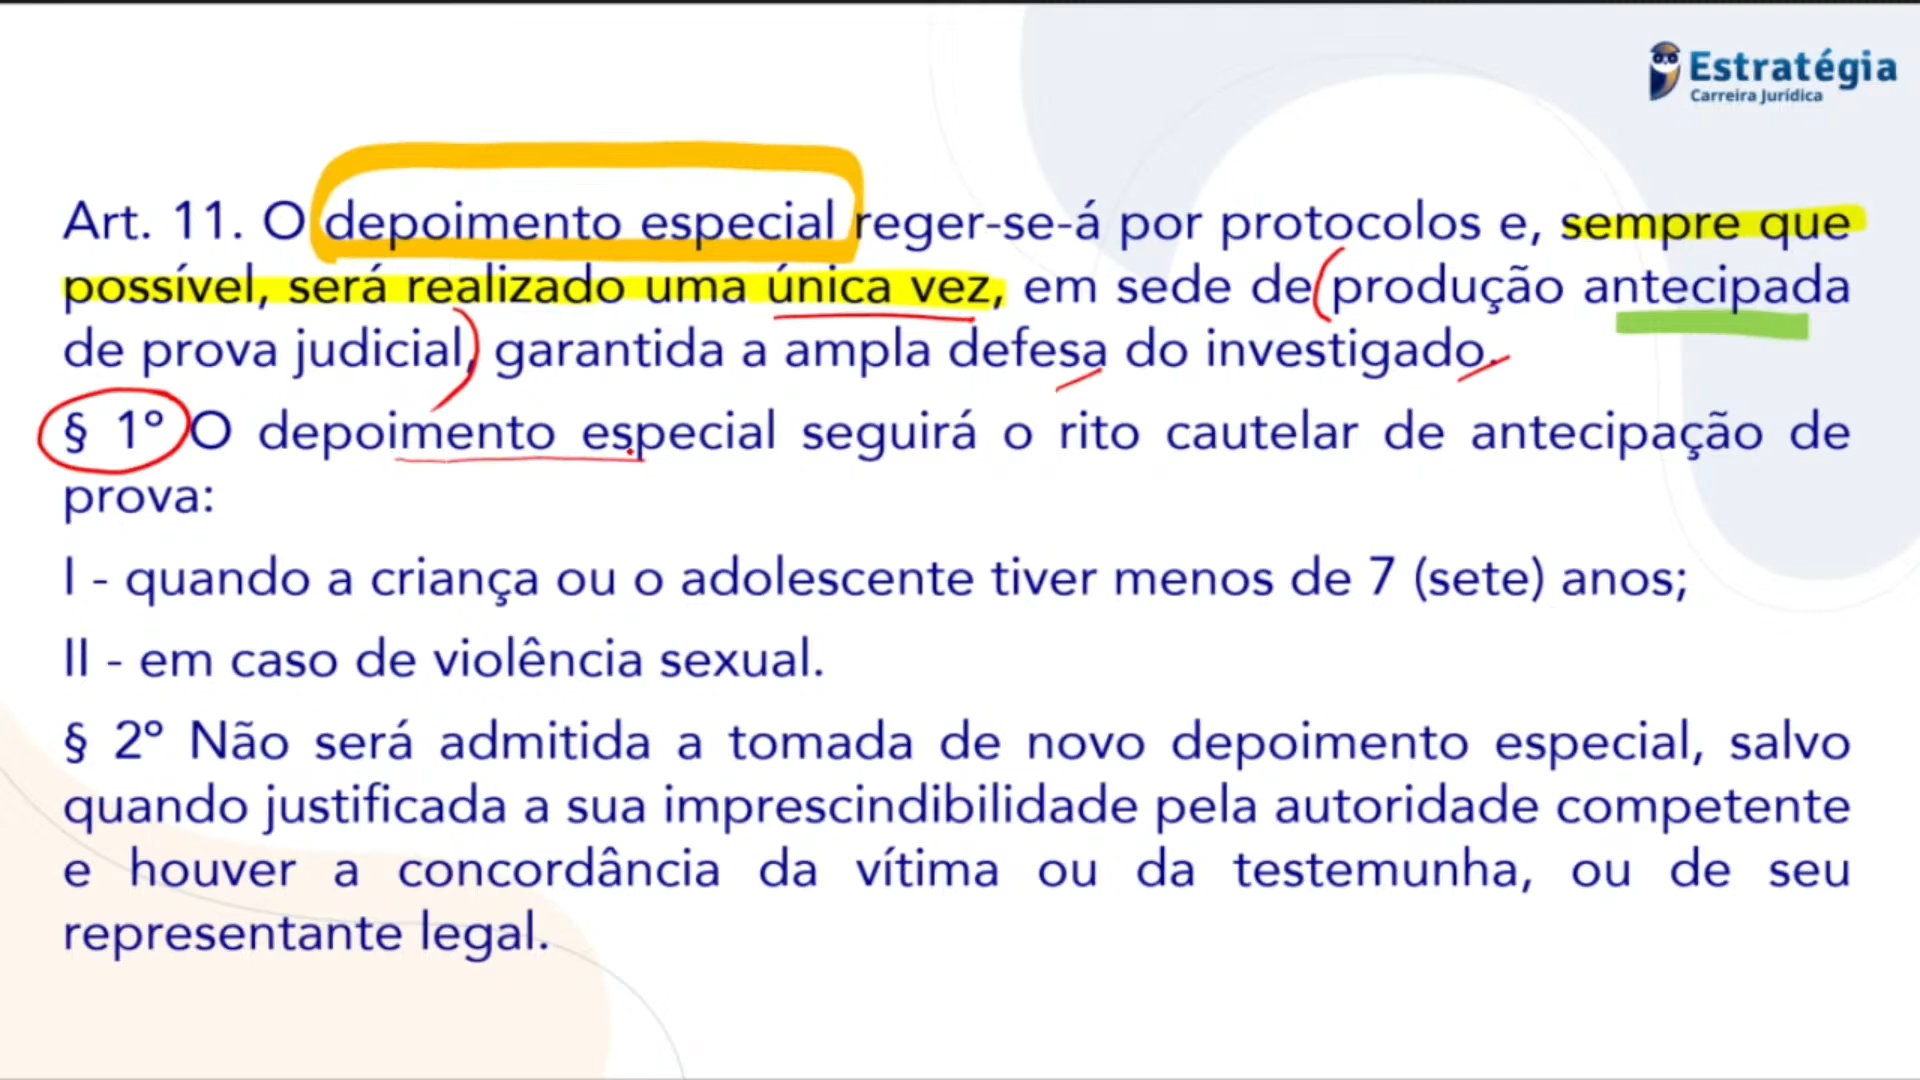 Estratégia
Carreira Jurídica
Art. 11. O depoimento especial reger-se-á por protocolos e, sempre que
possível, será realizado uma única vez, em sede de produção antecipada
de prova judicial, garantida a ampla defesa do investigado.
§ 1º O depoimento especial seguirá o rito cautelar de antecipação de
prova:
I - quando a criança ou o adolescente tiver menos de 7 (sete) anos;
II - em caso de violência sexual.
§ 2º Não será admitida a tomada de novo depoimento especial, salvo
quando justificada a sua imprescindibilidade pela autoridade competente
e houver a concordância da vítima ou da testemunha, ou de seu
representante legal.